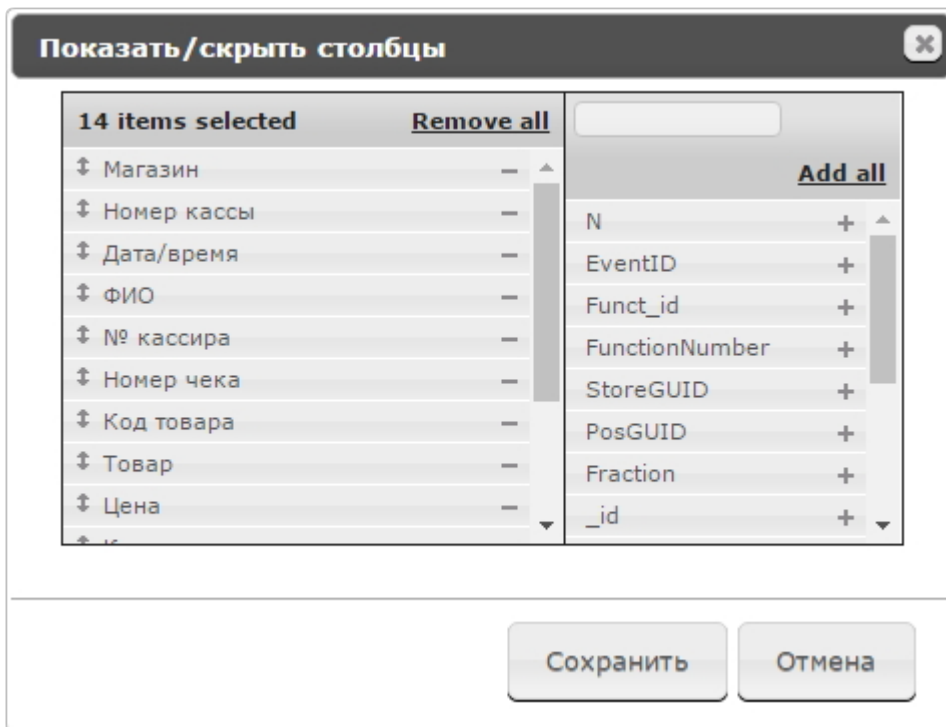 Показать/скрыть столбцы
14 items selected Remove all
Магазин
Номер кассы
Дата/время
ФИО
№ кассира
Номер чека
Код товара
Товар
Цена
Add all
N
EventID
Funct_id
FunctionNumber
StoreGUID
PosGUID
Fraction
_id
Сохранить Отмена